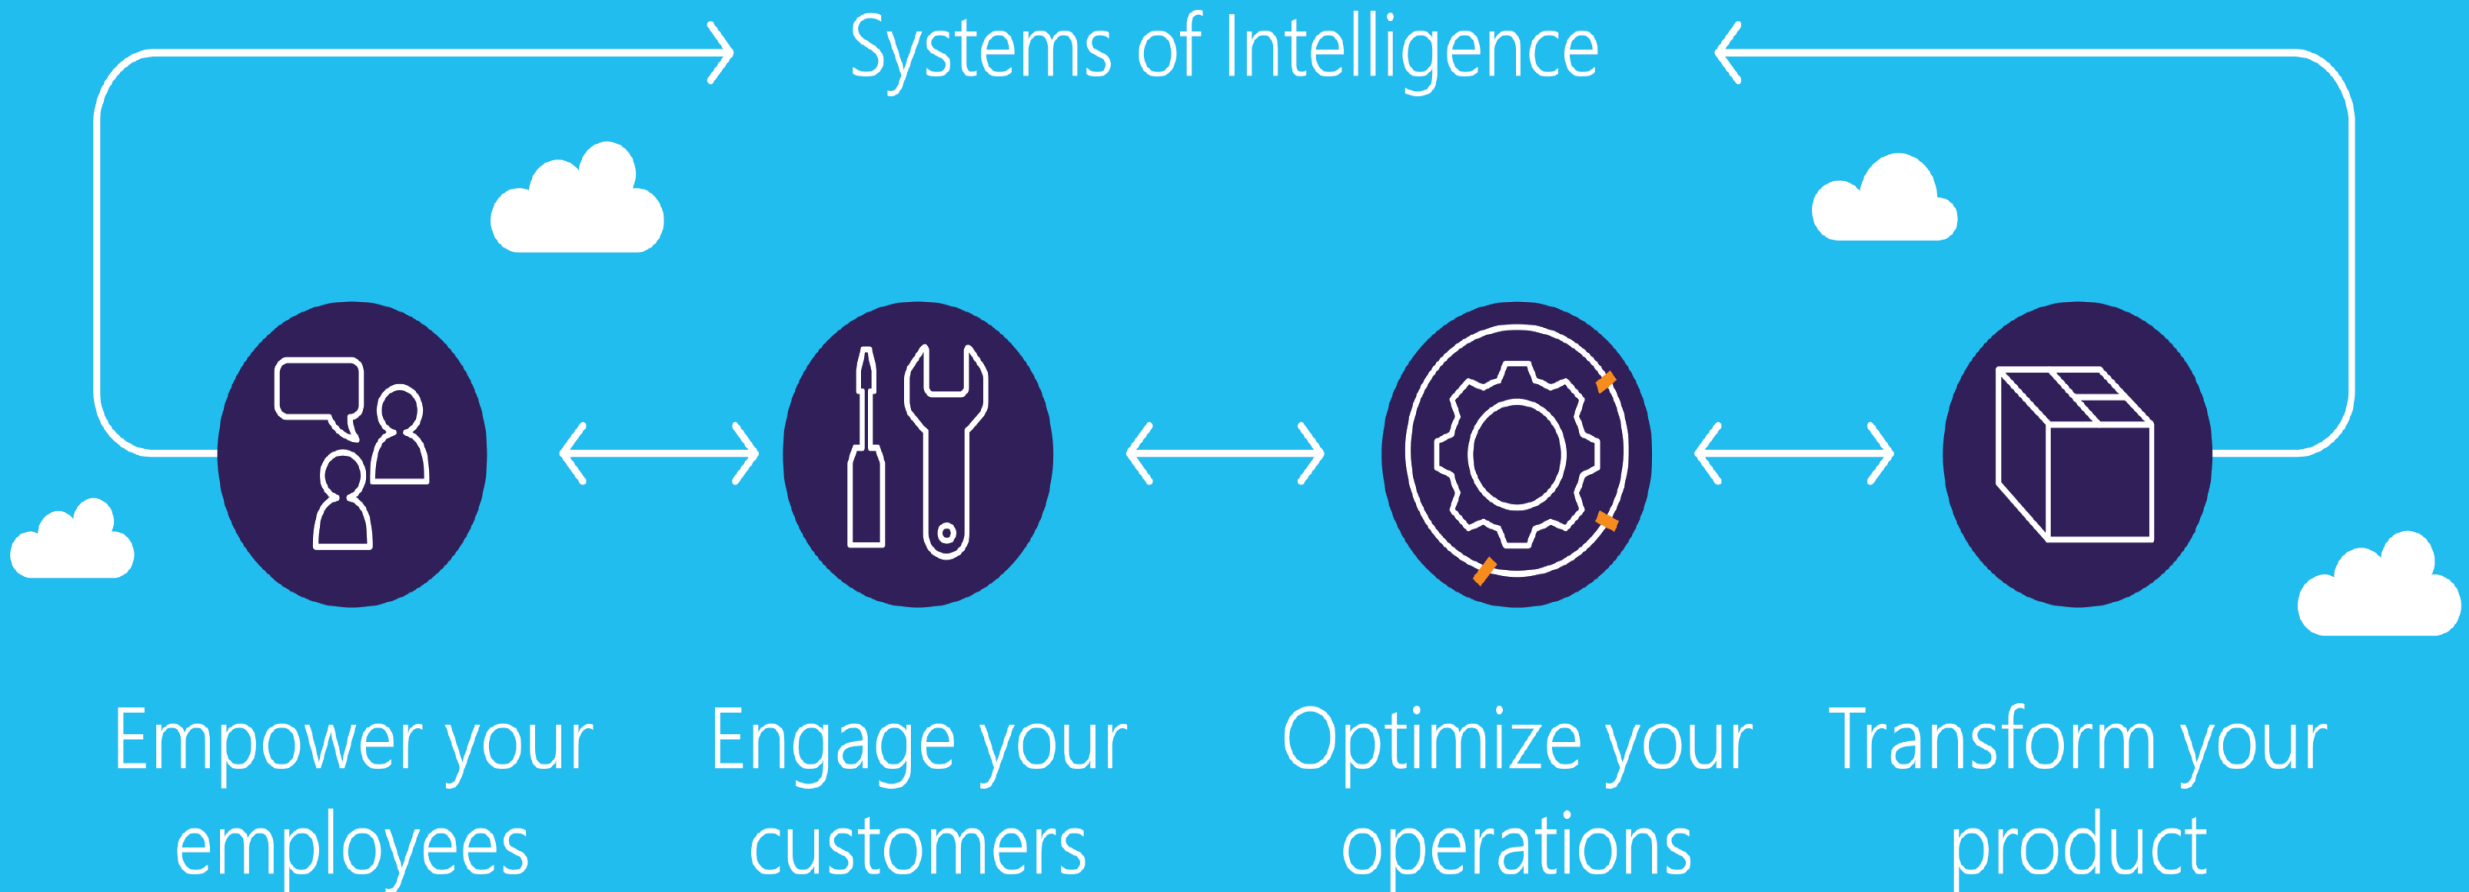 Systems of Intelligence
Empower your
employees
Engage your
customers
Optimize your
operations
Transform your
product